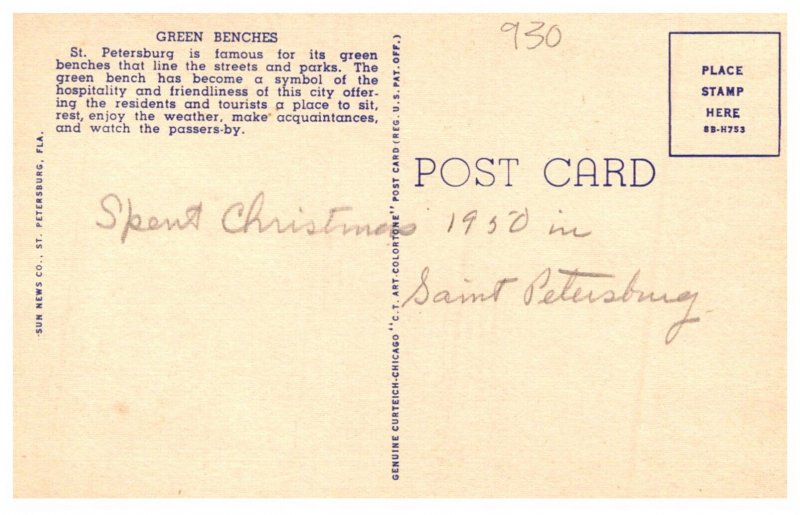 GREEN BENCHES
St. Petersburg is famous for its green
benches that line the streets and parks. The
green bench has become a symbol of the
hospitality and friendliness of this city offer-
ing the residents and tourists a place to sit,
rest, enjoy the weather, make acquaintances,
and watch the passers-by.
SUN NEWS CO., ST. PETERSBURG, FLA.
GENUINE CURTEICH-CHICAGO "C.T. ART-COLORTONE" POST CARD (REG. U.S. PAT. OFF.)
930
PLACE
STAMP
HERE
8B-H753
POST CARD
Spent Christmas 1950 in
Saint Petersburg